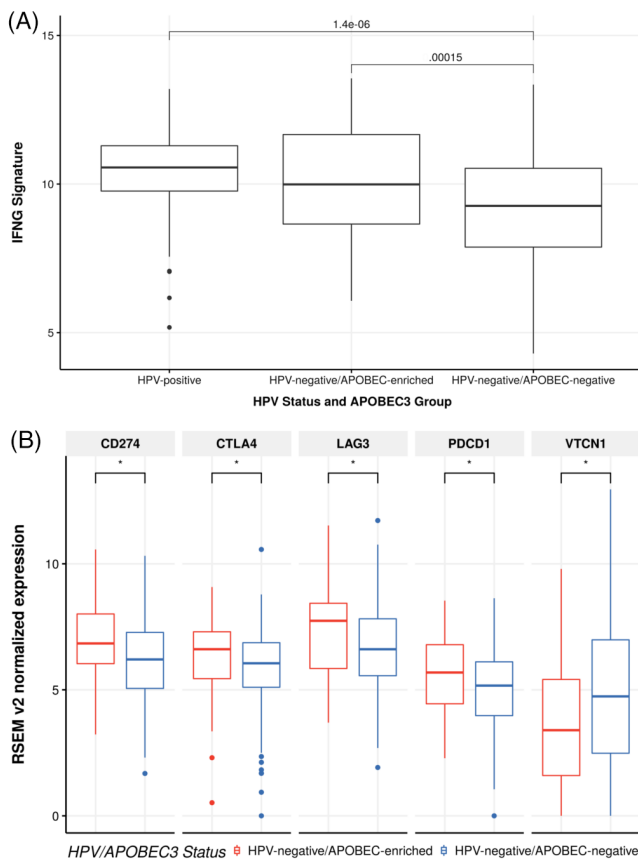 (A)
1.4e-06
.00015
15
10
5
IFNG Signature
HPV-positive HPV-negative/APOBEC-enriched HPV-negative/APOBEC-negative
HPV Status and APOBEC3 Group
(B)
CD274 CTLA4 LAG3 PDCD1 VTCN1
* * * * *
10
5
0
RSEM v2 normalized expression
HPV/APOBEC3 Status HPV-negative/APOBEC-enriched HPV-negative/APOBEC-negative